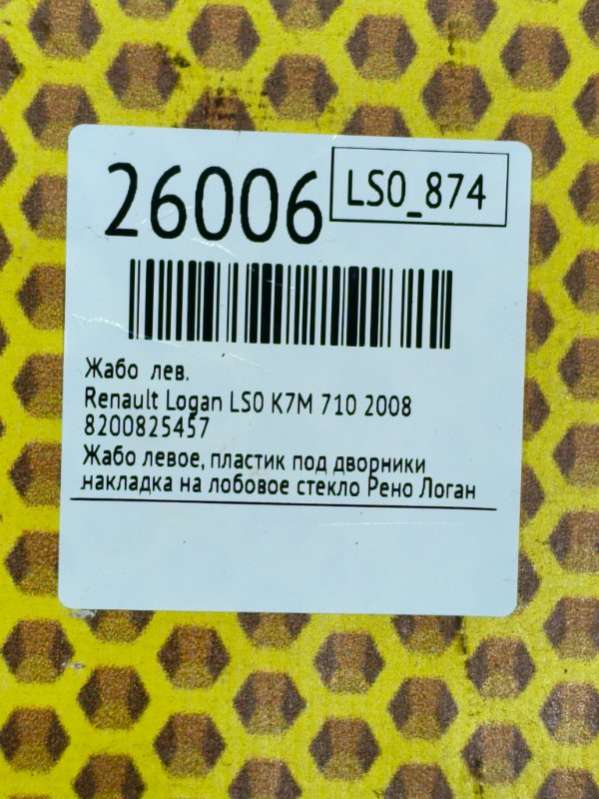 26006
LS0_874
Жабо лев.
Renault Logan LS0 K7M 710 2008
8200825457
Жабо левое, пластик под дворники
накладка на лобовое стекло Рено Логан